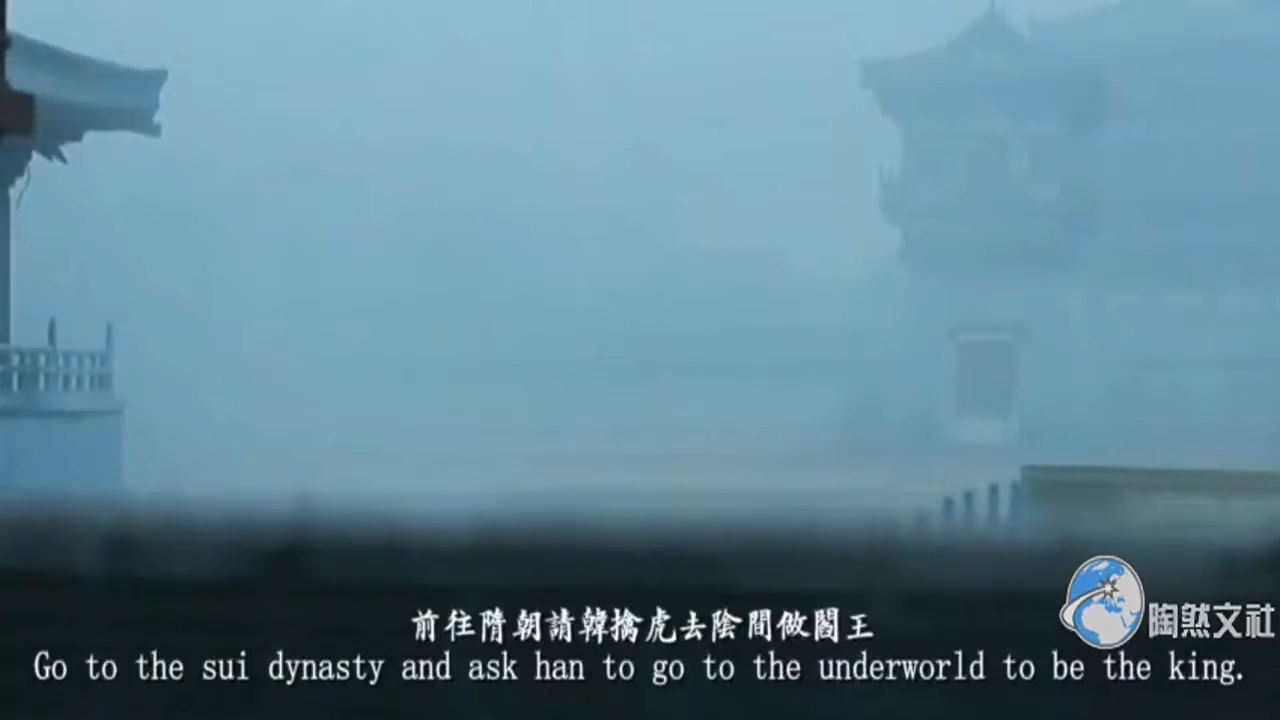 前往隋朝請韓擒虎去陰間做閻王
Go to the sui dynasty and ask han to go to the underworld to be the king.
陶然文社